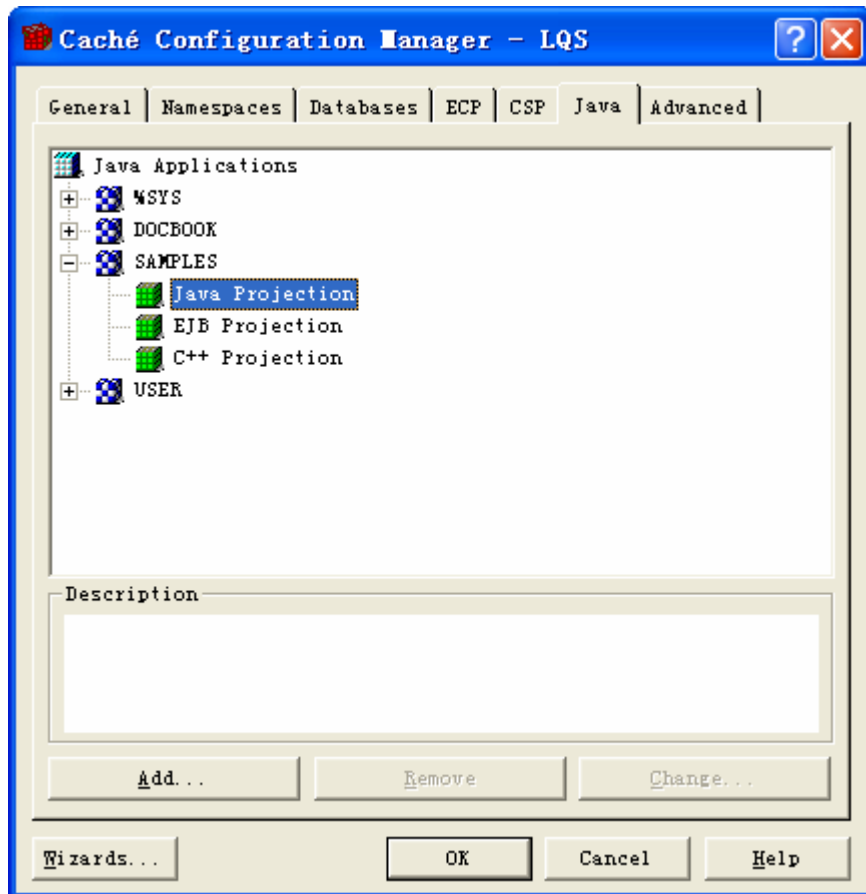 Caché Configuration Manager - LQS
General Namespaces Databases ECP CSP Java Advanced
Java Applications
%SYS
DOCBOOK
SAMPLES
Java Projection
EJB Projection
C++ Projection
USER
Description
Add... Remove Change...
Wizards... OK Cancel Help